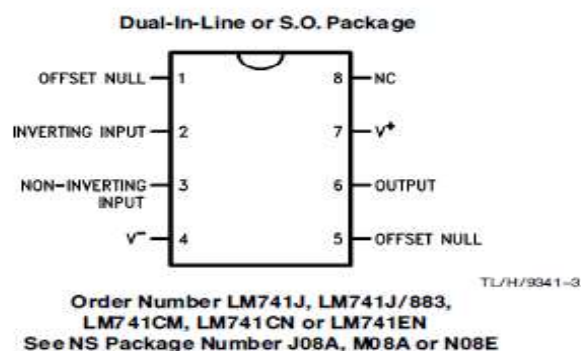 Dual-In-Line or S.O. Package
OFFSET NULL 1 8 NC
INVERTING INPUT 2 7 V+
NON-INVERTING
INPUT 3 6 OUTPUT
V− 4 5 OFFSET NULL
TL/H/9341-3
Order Number LM741J, LM741J/883,
LM741CM, LM741CN or LM741EN
See NS Package Number J08A, M08A or N08E